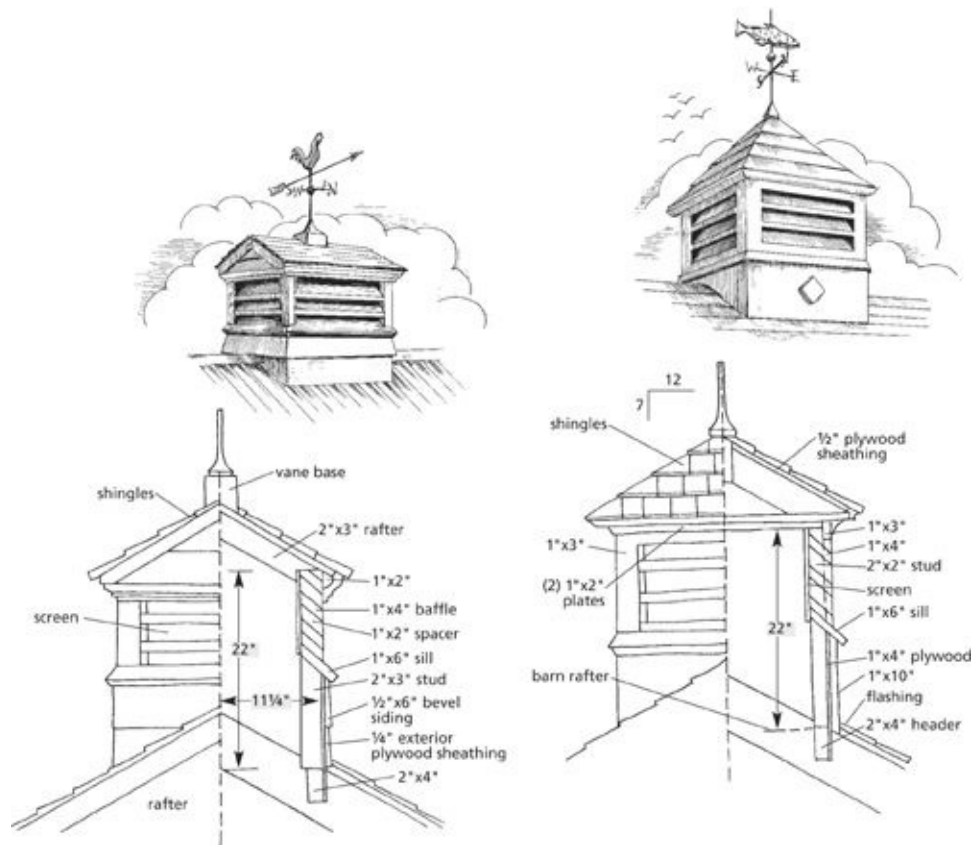 W
E
S
N
vane base
shingles
2"x3" rafter
1"x2"
1"x4" baffle
screen
1"x2" spacer
22"
1"x6" sill
2"x3" stud
11¼"
½"x6" bevel
siding
¼" exterior
plywood sheathing
2"x4"
rafter
12
7
shingles
½" plywood
sheathing
1"x3"
1"x3"
1"x4"
2"x2" stud
(2) 1"x2"
plates
screen
1"x6" sill
22"
1"x4" plywood
barn rafter
1"x10"
flashing
2"x4" header